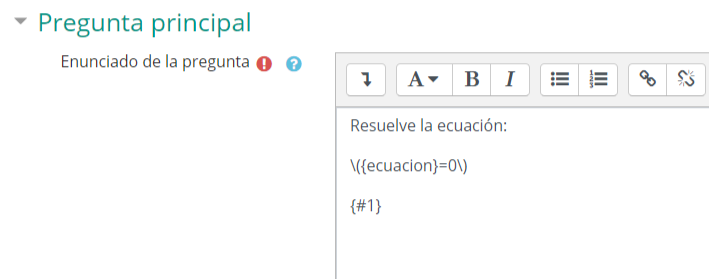 Pregunta principal
Enunciado de la pregunta
A B I
Resuelve la ecuación:
\({ecuacion}=0\)
{#1}